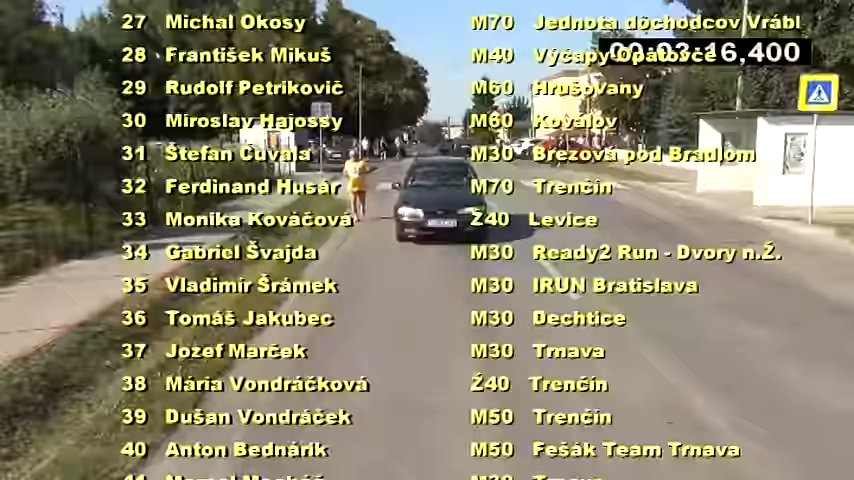 27 Michal Okosy M70 Jednota dôchodcov Vrábl
00:03:16,400
28 František Mikuš M40 Výčapy-Opatovce
29 Rudolf Petrikovič M60 Hrušovany
30 Miroslav Hajossy M60 Koválov
31 Štefan Čuvala M30 Brezová pod Bradlom
32 Ferdinand Husár M70 Trenčín
33 Monika Kováčová Ž40 Levice
34 Gabriel Švajda M30 Ready2 Run - Dvory n.Ž.
35 Vladimír Šrámek M30 IRUN Bratislava
36 Tomáš Jakubec M30 Dechtice
37 Jozef Marček M30 Trnava
38 Mária Vondráčková Ž40 Trenčín
39 Dušan Vondráček M50 Trenčín
40 Anton Bednárik M50 Fešák Team Trnava